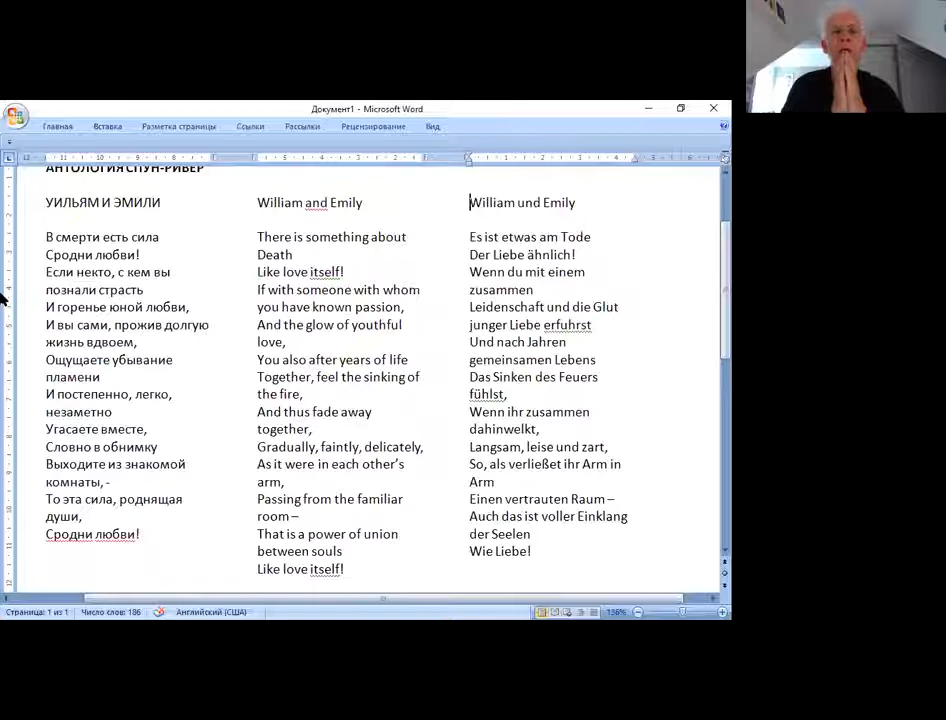 Документ1 - Microsoft Word
Главная Вставка Разметка страницы Ссылки Рассылки Рецензирование Вид
АНТОЛОГИЯ СПУН-РИВЕР
УИЛЬЯМ И ЭМИЛИ
В смерти есть сила
Сродни любви!
Если некто, с кем вы
познали страсть
И горенье юной любви,
И вы сами, прожив долгую
жизнь вдвоем,
Ощущаете убывание
пламени
И постепенно, легко,
незаметно
Угасаете вместе,
Словно в обнимку
Выходите из знакомой
комнаты, -
То эта сила, роднящая
души,
Сродни любви!
William and Emily
There is something about
Death
Like love itself!
If with someone with whom
you have known passion,
And the glow of youthful
love,
You also after years of life
Together, feel the sinking of
the fire,
And thus fade away
together,
Gradually, faintly, delicately,
As it were in each other’s
arm,
Passing from the familiar
room –
That is a power of union
between souls
Like love itself!
William und Emily
Es ist etwas am Tode
Der Liebe ähnlich!
Wenn du mit einem
zusammen
Leidenschaft und die Glut
junger Liebe erfuhrst
Und nach Jahren
gemeinsamen Lebens
Das Sinken des Feuers
fühlst,
Wenn ihr zusammen
dahinwelkt,
Langsam, leise und zart,
So, als verließet ihr Arm in
Arm
Einen vertrauten Raum –
Auch das ist voller Einklang
der Seelen
Wie Liebe!
Страница: 1 из 1 Число слов: 186 Английский (США) 136%